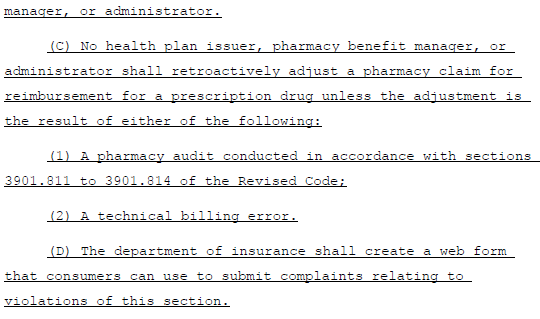 manager, or administrator.
(C) No health plan issuer, pharmacy benefit manager, or
administrator shall retroactively adjust a pharmacy claim for
reimbursement for a prescription drug unless the adjustment is
the result of either of the following:
(1) A pharmacy audit conducted in accordance with sections
3901.811 to 3901.814 of the Revised Code;
(2) A technical billing error.
(D) The department of insurance shall create a web form
that consumers can use to submit complaints relating to
violations of this section.